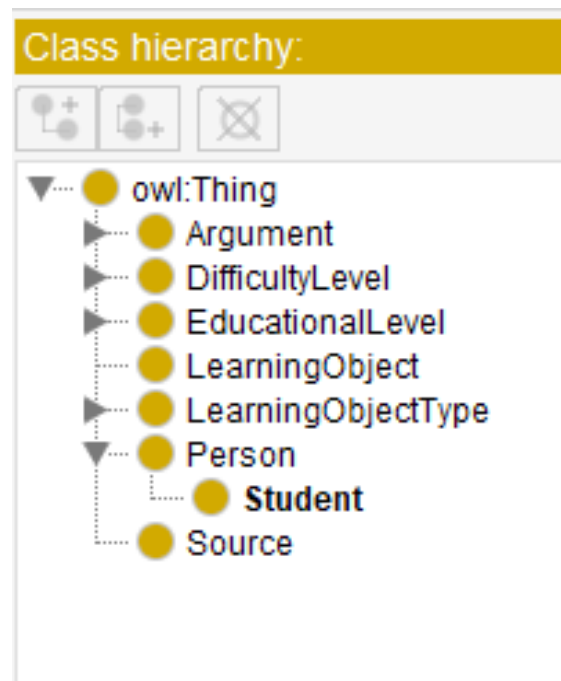 Class hierarchy:
owl:Thing
Argument
DifficultyLevel
EducationalLevel
LearningObject
LearningObjectType
Person
Student
Source